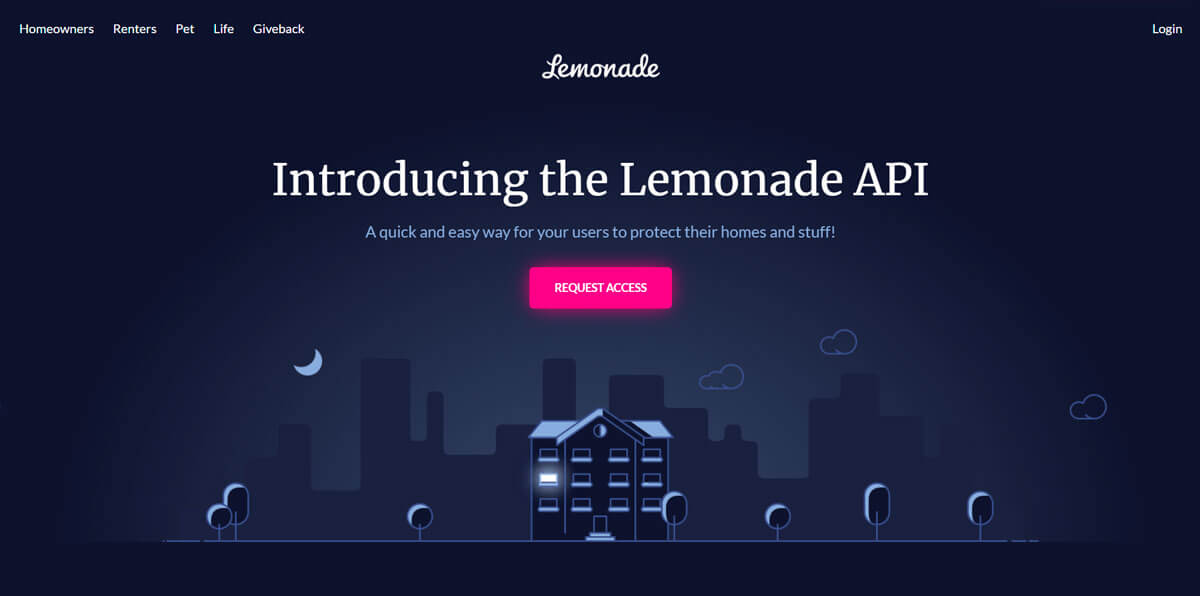 Homeowners Renters Pet Life Giveback Login
Lemonade
Introducing the Lemonade API
A quick and easy way for your users to protect their homes and stuff!
REQUEST ACCESS